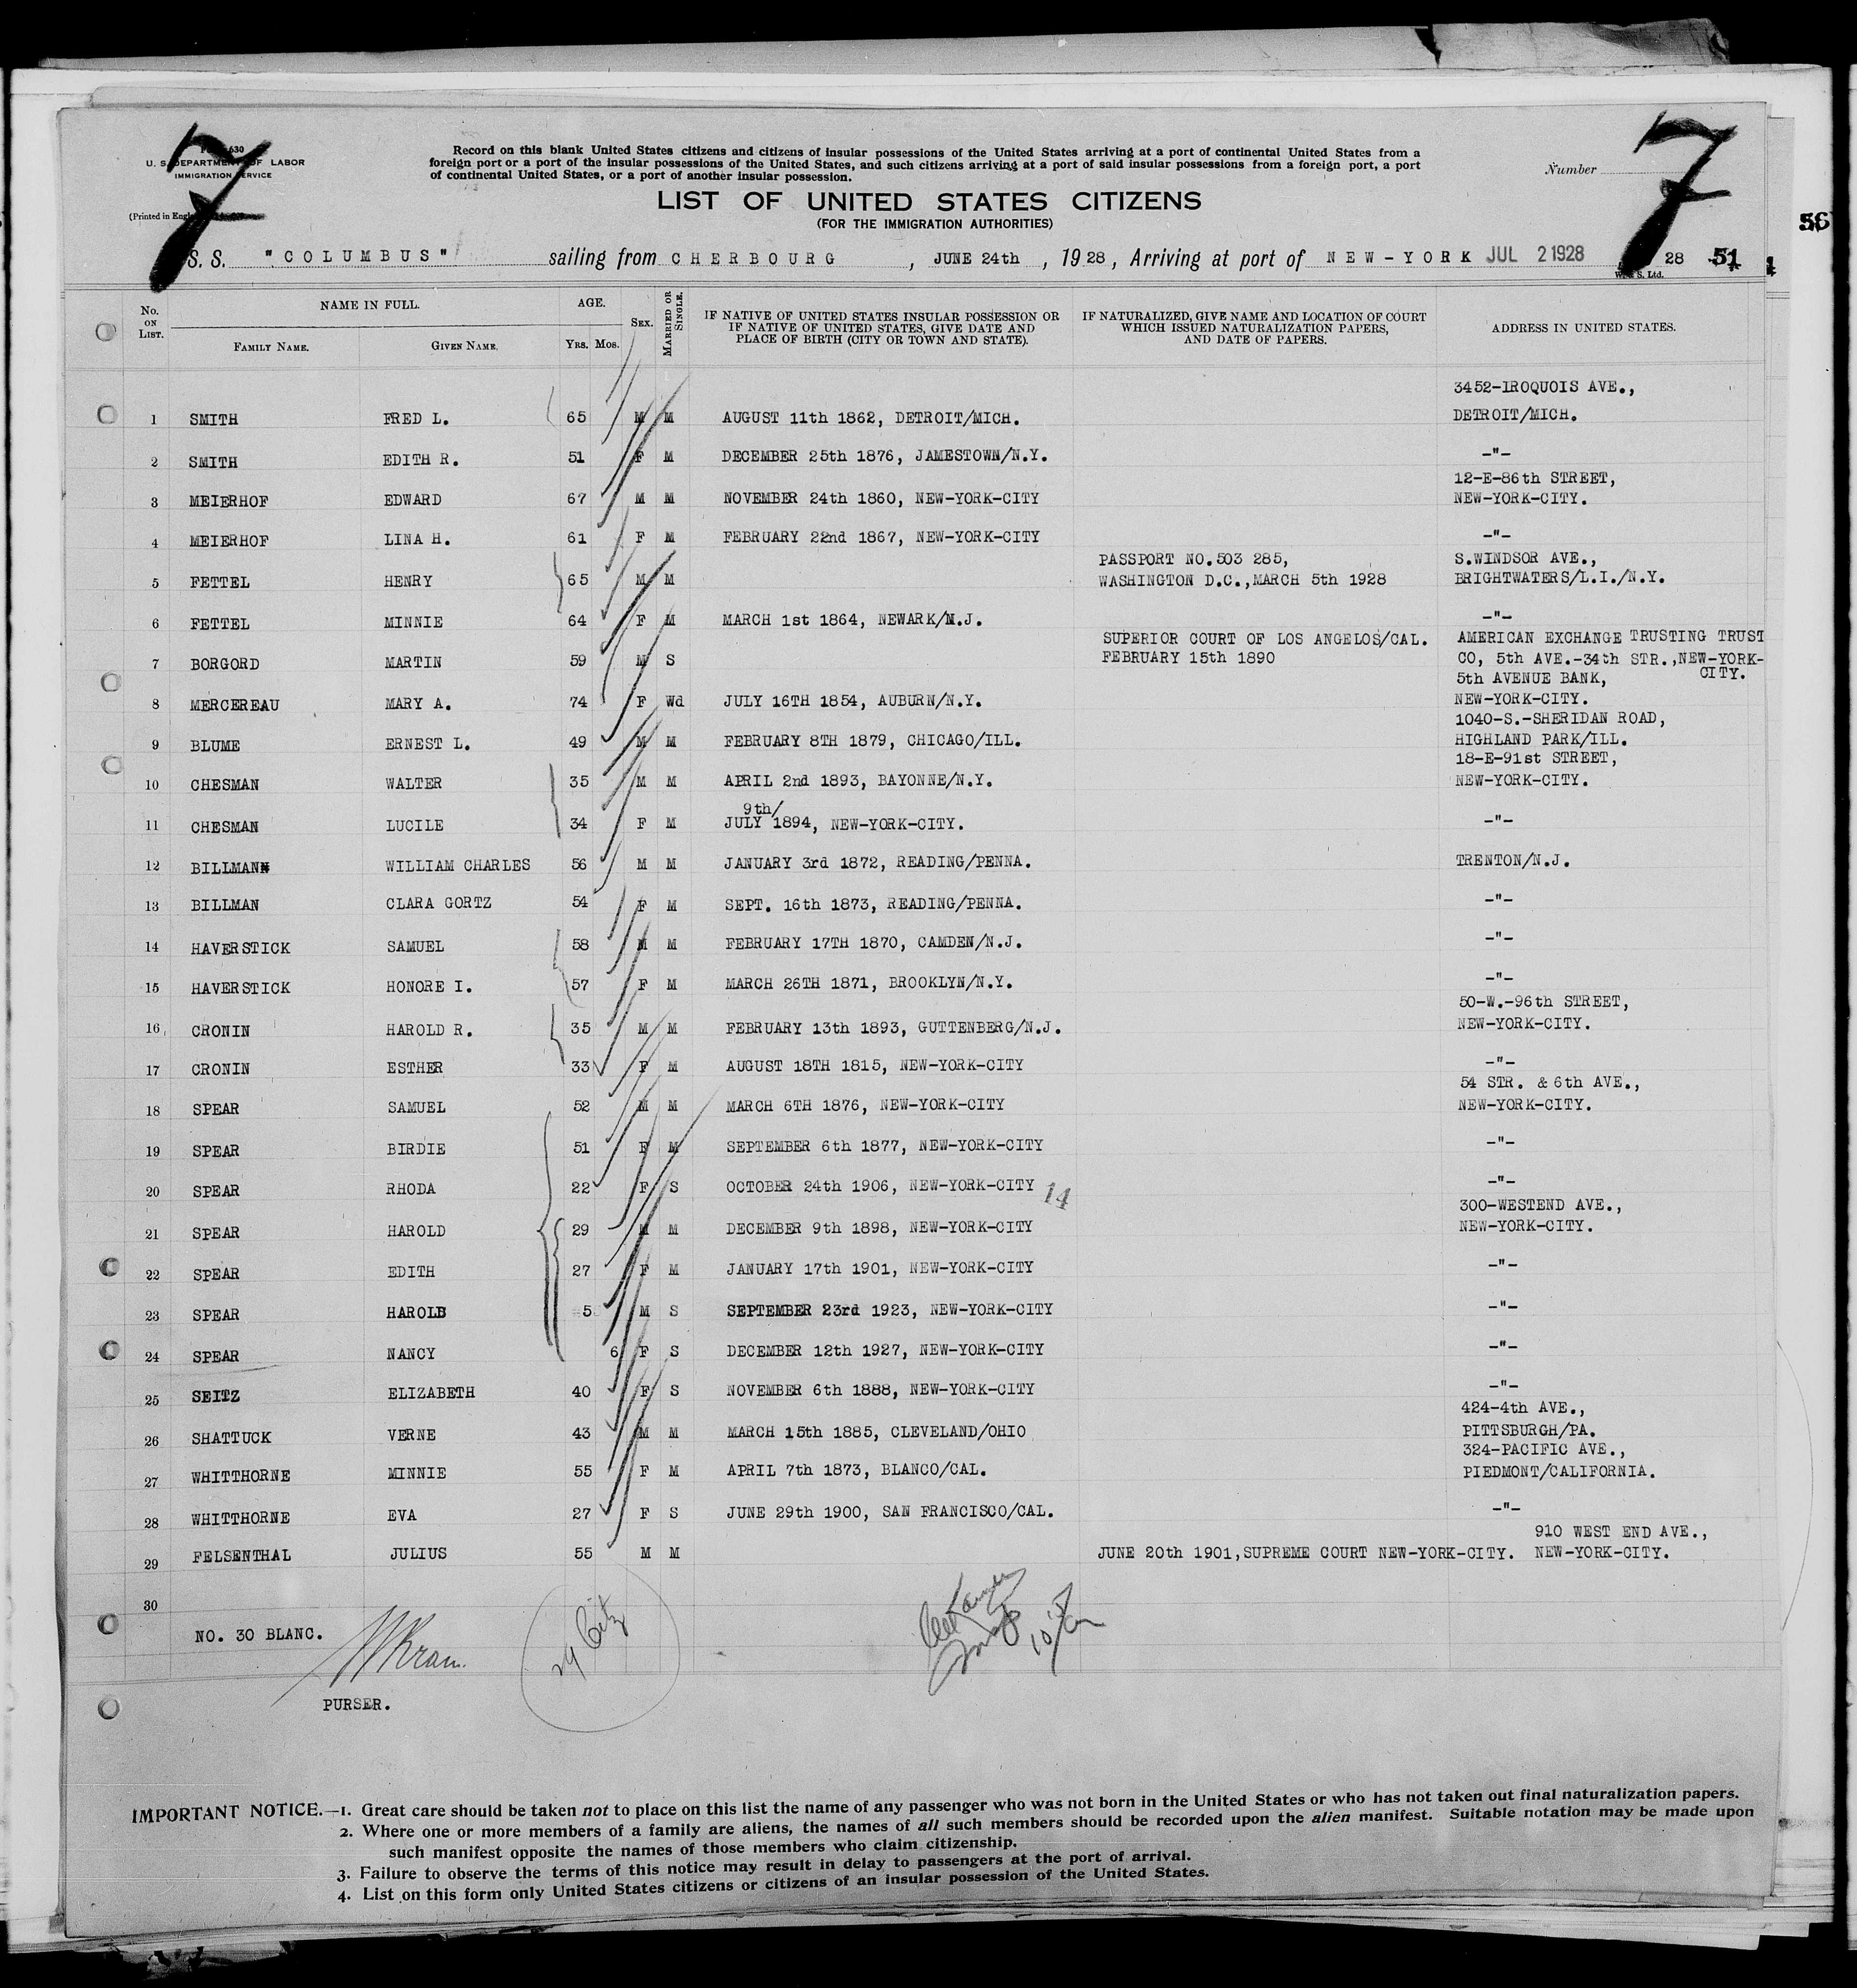 7
7
Form 630
U. S. DEPARTMENT OF LABOR
IMMIGRATION SERVICE
(Printed in England
Record on this blank United States citizens and citizens of insular possessions of the United States arriving at a port of continental United States from a
foreign port or a port of the insular possessions of the United States, and such citizens arriving at a port of said insular possessions from a foreign port, a port
of continental United States, or a port of another insular possession.
Number
LIST OF UNITED STATES CITIZENS
(FOR THE IMMIGRATION AUTHORITIES)
56
S. S. "COLUMBUS" sailing from CHERBOURG, JUNE 24th, 1928, Arriving at port of NEW-YORK JUL 2 1928 28 51
No. ON LIST. NAME IN FULL. AGE. SEX. MARRIED OR SINGLE. IF NATIVE OF UNITED STATES INSULAR POSSESSION OR IF NATIVE OF UNITED STATES, GIVE DATE AND PLACE OF BIRTH (CITY OR TOWN AND STATE). IF NATURALIZED, GIVE NAME AND LOCATION OF COURT WHICH ISSUED NATURALIZATION PAPERS, AND DATE OF PAPERS. ADDRESS IN UNITED STATES.
FAMILY NAME. GIVEN NAME. YRS. MOS.
3452-IROQUOIS AVE.,
1 SMITH FRED L. 65 M M AUGUST 11th 1862, DETROIT/MICH. DETROIT/MICH.
2 SMITH EDITH R. 51 F M DECEMBER 25th 1876, JAMESTOWN/N.Y. -"-
12-E-86th STREET,
3 MEIERHOF EDWARD 67 M M NOVEMBER 24th 1860, NEW-YORK-CITY NEW-YORK-CITY.
4 MEIERHOF LINA H. 61 F M FEBRUARY 22nd 1867, NEW-YORK-CITY -"-
PASSPORT NO.503 285, S.WINDSOR AVE.,
5 FETTEL HENRY 65 M M WASHINGTON D.C.,MARCH 5th 1928 BRIGHTWATERS/L.I./N.Y.
6 FETTEL MINNIE 64 F M MARCH 1st 1864, NEWARK/N.J. -"-
SUPERIOR COURT OF LOS ANGELOS/CAL. AMERICAN EXCHANGE TRUSTING TRUST
7 BORGORD MARTIN 59 M S FEBRUARY 15th 1890 CO, 5th AVE.-34th STR.,NEW-YORK-
5th AVENUE BANK, CITY.
8 MERCEREAU MARY A. 74 F Wd JULY 16TH 1854, AUBURN/N.Y. NEW-YORK-CITY.
1040-S.-SHERIDAN ROAD,
9 BLUME ERNEST L. 49 M M FEBRUARY 8TH 1879, CHICAGO/ILL. HIGHLAND PARK/ILL.
18-E-91st STREET,
10 CHESMAN WALTER 35 M M APRIL 2nd 1893, BAYONNE/N.Y. NEW-YORK-CITY.
9th/
11 CHESMAN LUCILE 34 F M JULY 1894, NEW-YORK-CITY. -"-
12 BILLMANN WILLIAM CHARLES 56 M M JANUARY 3rd 1872, READING/PENNA. TRENTON/N.J.
13 BILLMAN CLARA GORTZ 54 F M SEPT. 16th 1873, READING/PENNA. -"-
14 HAVERSTICK SAMUEL 58 M M FEBRUARY 17TH 1870, CAMDEN/N.J. -"-
15 HAVERSTICK HONORE I. 57 F M MARCH 26TH 1871, BROOKLYN/N.Y. -"-
50-W.-96th STREET,
16 CRONIN HAROLD R. 35 M M FEBRUARY 13th 1893, GUTTENBERG/N.J. NEW-YORK-CITY.
17 CRONIN ESTHER 33 F M AUGUST 18TH 1815, NEW-YORK-CITY -"-
54 STR. & 6th AVE.,
18 SPEAR SAMUEL 52 M M MARCH 6TH 1876, NEW-YORK-CITY NEW-YORK-CITY.
19 SPEAR BIRDIE 51 F M SEPTEMBER 6th 1877, NEW-YORK-CITY -"-
20 SPEAR RHODA 22 F S OCTOBER 24th 1906, NEW-YORK-CITY 14 -"-
300-WESTEND AVE.,
21 SPEAR HAROLD 29 M M DECEMBER 9th 1898, NEW-YORK-CITY NEW-YORK-CITY.
22 SPEAR EDITH 27 F M JANUARY 17th 1901, NEW-YORK-CITY -"-
23 SPEAR HAROLB 5 M S SEPTEMBER 23rd 1923, NEW-YORK-CITY -"-
24 SPEAR NANCY 6 F S DECEMBER 12th 1927, NEW-YORK-CITY -"-
25 SEITZ ELIZABETH 40 F S NOVEMBER 6th 1888, NEW-YORK-CITY -"-
424-4th AVE.,
26 SHATTUCK VERNE 43 M M MARCH 15th 1885, CLEVELAND/OHIO PITTSBURGH/PA.
324-PACIFIC AVE.,
27 WHITTHORNE MINNIE 55 F M APRIL 7th 1873, BLANCO/CAL. PIEDMONT/CALIFORNIA.
28 WHITTHORNE EVA 27 F S JUNE 29th 1900, SAN FRANCISCO/CAL. -"-
910 WEST END AVE.,
29 FELSENTHAL JULIUS 55 M M JUNE 20th 1901,SUPREME COURT NEW-YORK-CITY. NEW-YORK-CITY.
30
NO. 30 BLANC.
29 Citz
PURSER.
IMPORTANT NOTICE.—1. Great care should be taken not to place on this list the name of any passenger who was not born in the United States or who has not taken out final naturalization papers.
2. Where one or more members of a family are aliens, the names of all such members should be recorded upon the alien manifest. Suitable notation may be made upon
such manifest opposite the names of those members who claim citizenship.
3. Failure to observe the terms of this notice may result in delay to passengers at the port of arrival.
4. List on this form only United States citizens or citizens of an insular possession of the United States.